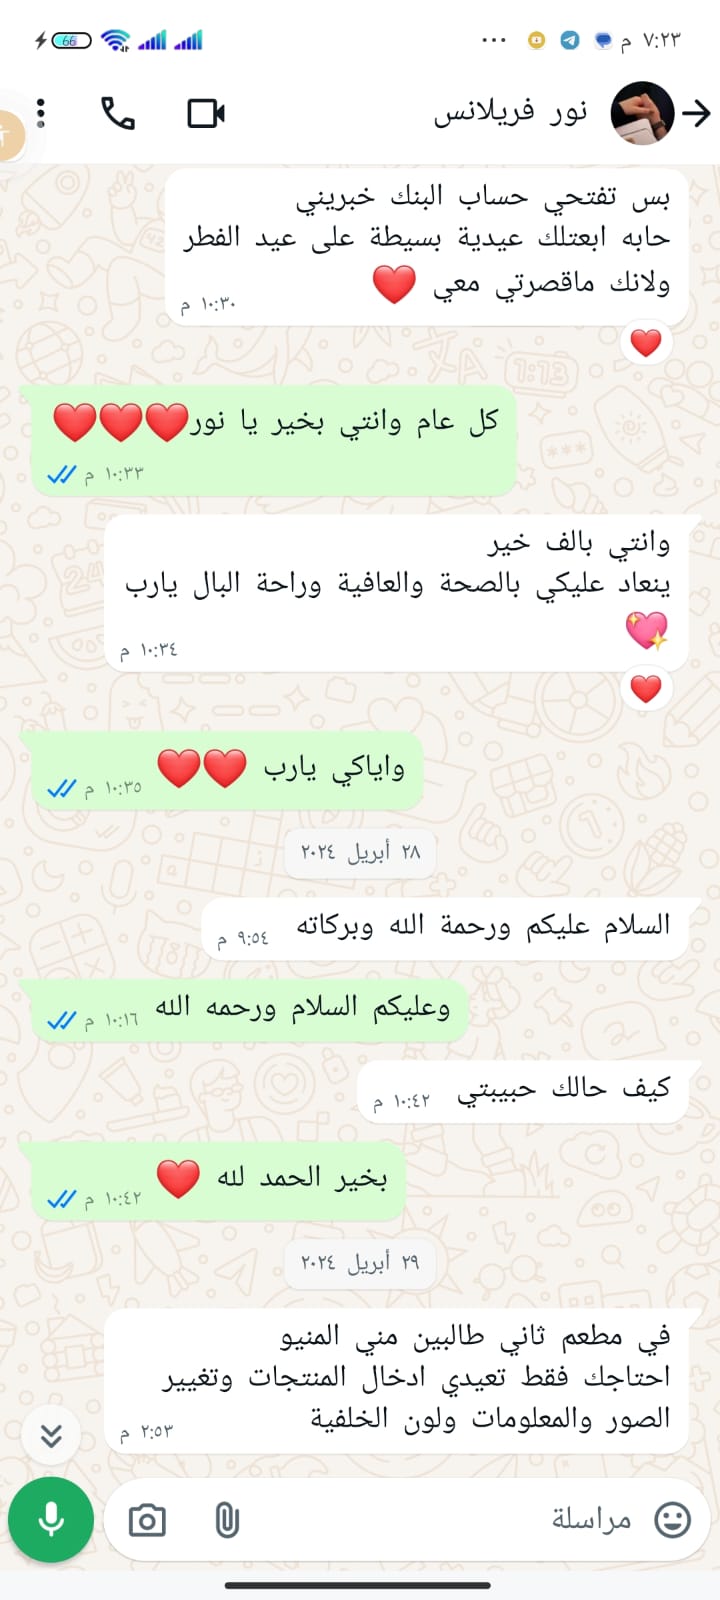 ٧:٢٣ م
66
نور فريلانس
بس تفتحي حساب البنك خبريني
حابه ابعتلك عيدية بسيطة على عيد الفطر
ولانك ماقصرتي معي ❤️
١٠:٣٠ م
❤️
كل عام وانتي بخير يا نور❤️❤️❤️
١٠:٣٣ م
وانتي بالف خير
ينعاد عليكي بالصحة والعافية وراحة البال يارب
💖
١٠:٣٤ م
❤️
واياكي يارب ❤️❤️
١٠:٣٥ م
٢٨ أبريل ٢٠٢٤
السلام عليكم ورحمة الله وبركاته
٩:٥٤ م
وعليكم السلام ورحمه الله
١٠:١٦ م
كيف حالك حبيبتي
١٠:٤٢ م
بخير الحمد لله ❤️
١٠:٤٢ م
٢٩ أبريل ٢٠٢٤
في مطعم ثاني طالبين مني المنيو
احتاجك فقط تعيدي ادخال المنتجات وتغيير
الصور والمعلومات ولون الخلفية
٢:٥٣ م
مراسلة